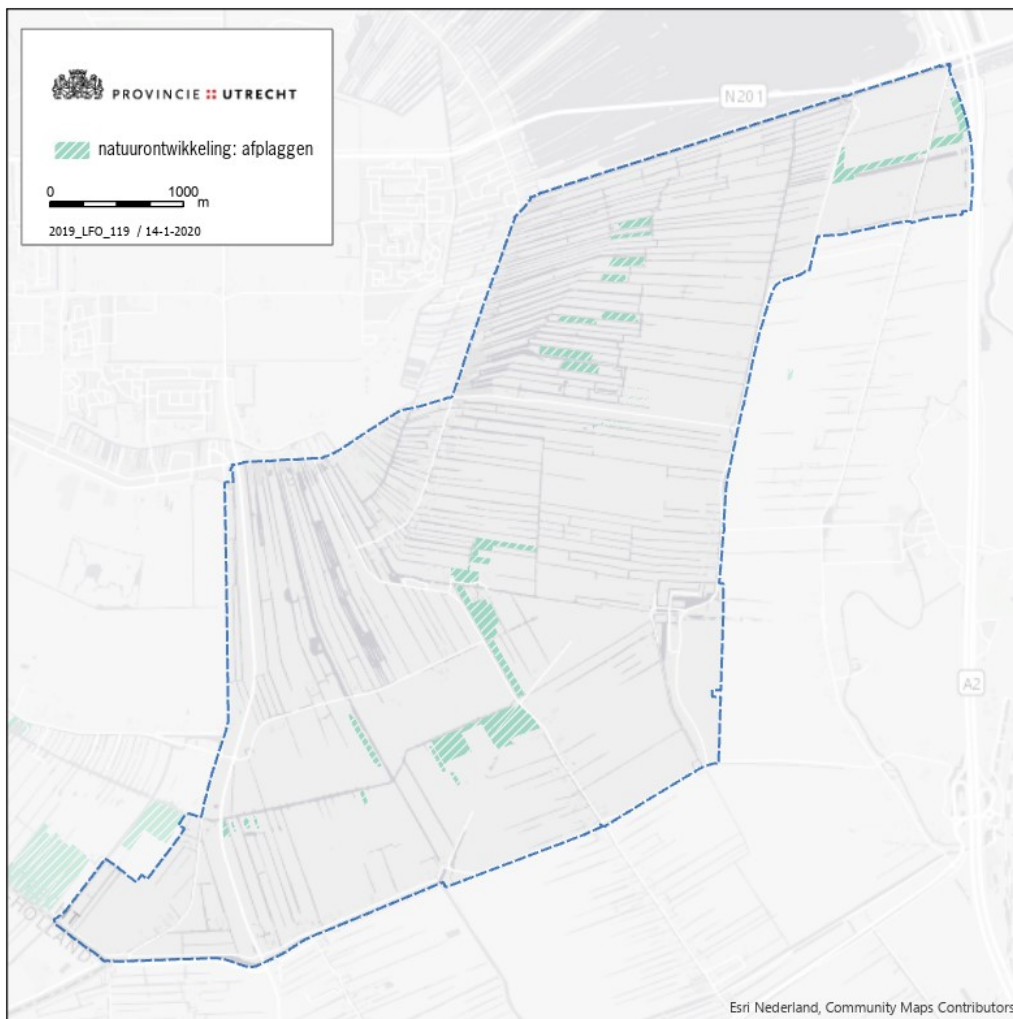 PROVINCIE UTRECHT
natuurontwikkeling: afplaggen
0 1000 m
2019_LFO_119 / 14-1-2020
N201
A2
HOLLAND
Esri Nederland, Community Maps Contributors